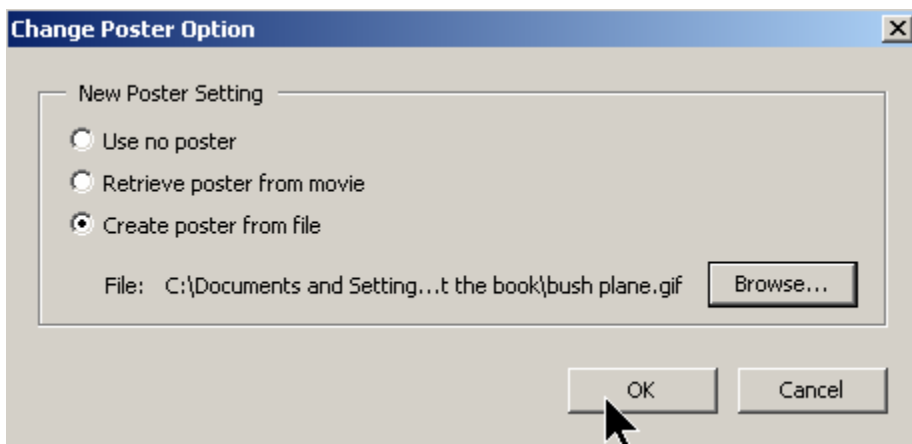 Change Poster Option
New Poster Setting
Use no poster
Retrieve poster from movie
Create poster from file
File: C:\Documents and Setting...t the book\bush plane.gif Browse...
OK Cancel